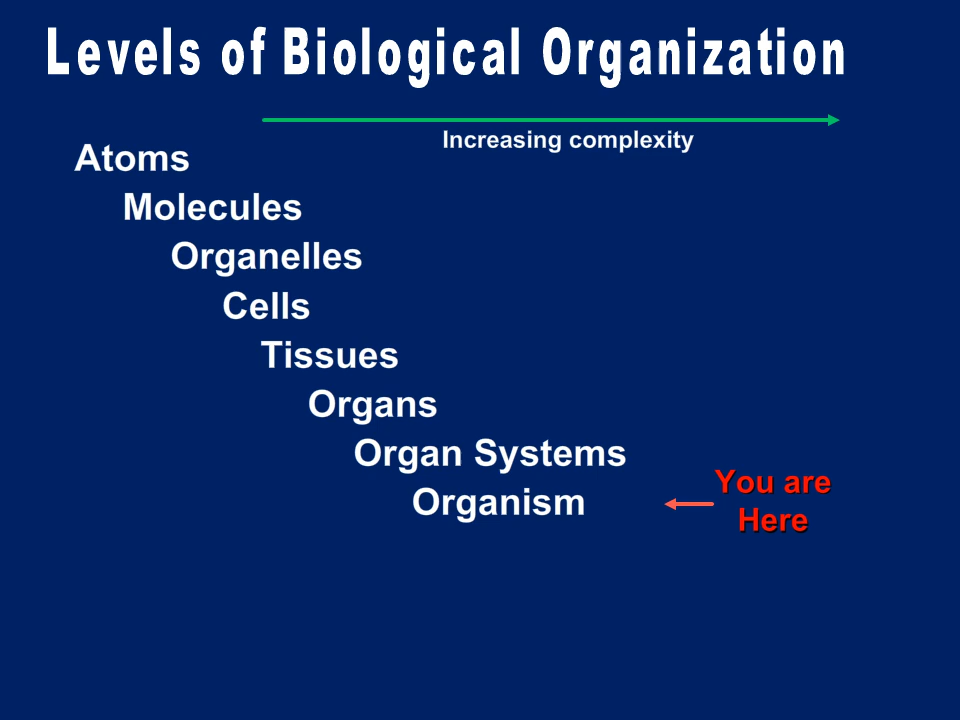 Levels of Biological Organization
Increasing complexity
Atoms
Molecules
Organelles
Cells
Tissues
Organs
Organ Systems
Organism
You are
Here